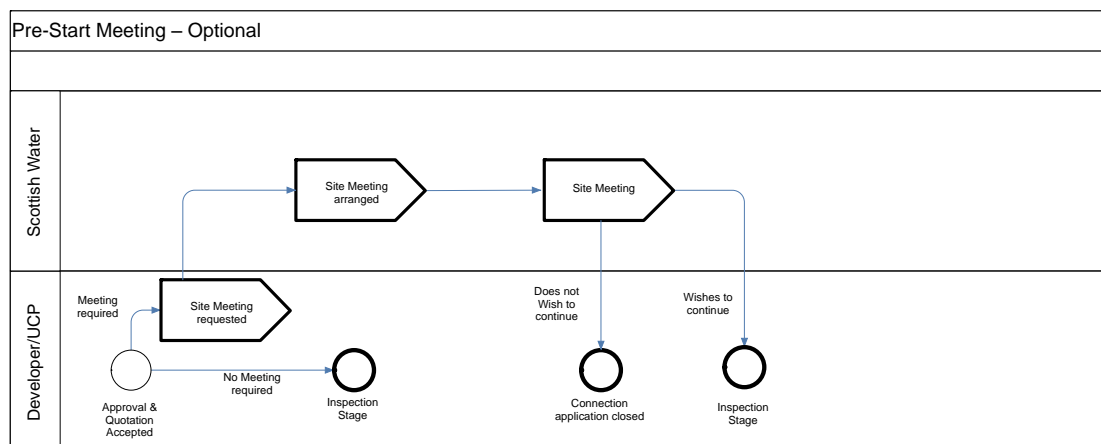 Pre-Start Meeting – Optional
Scottish Water
Site Meeting
arranged
Site Meeting
Developer/UCP
Meeting
required
Site Meeting
requested
Does not
Wish to
continue
Wishes to
continue
No Meeting
required
Approval &
Quotation
Accepted
Inspection
Stage
Connection
application closed
Inspection
Stage